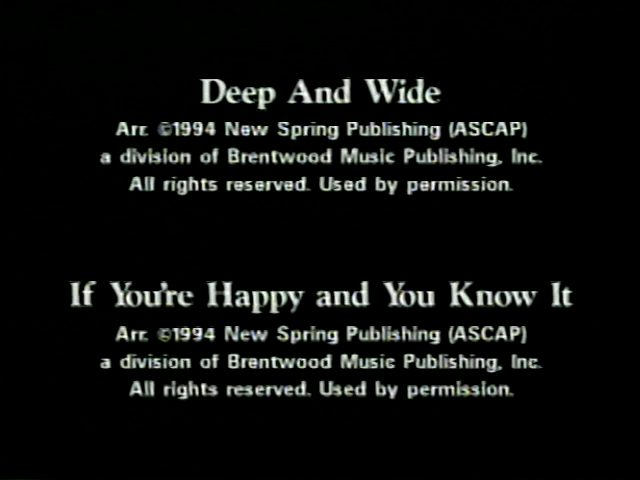 Deep And Wide
Arr. ©1994 New Spring Publishing (ASCAP)
a division of Brentwood Music Publishing, Inc.
All rights reserved. Used by permission.
If You're Happy and You Know It
Arr. ©1994 New Spring Publishing (ASCAP)
a division of Brentwood Music Publishing, Inc.
All rights reserved. Used by permission.